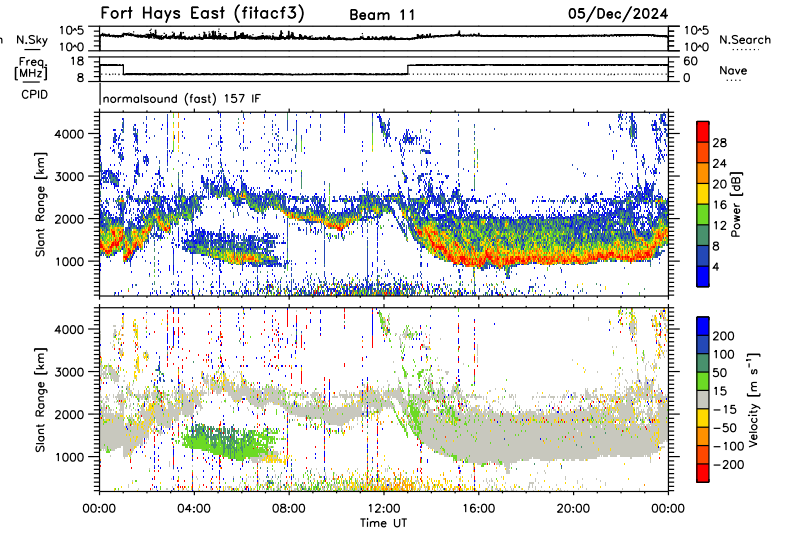 Fort Hays East (fitacf3) Beam 11 05/Dec/2024
n N.Sky 10^5 10^0 10^5 10^0 N.Search
Freq. [MHz] 18 8 60 0 Nave
CPID normalsound (fast) 157 IF
4000
3000
2000
1000
Slant Range [km]
28
24
20
16
12
8
4
Power [dB]
4000
3000
2000
1000
Slant Range [km]
200
100
50
15
-15
-50
-100
-200
Velocity [m s⁻¹]
00:00 04:00 08:00 12:00 16:00 20:00 00:00
Time UT